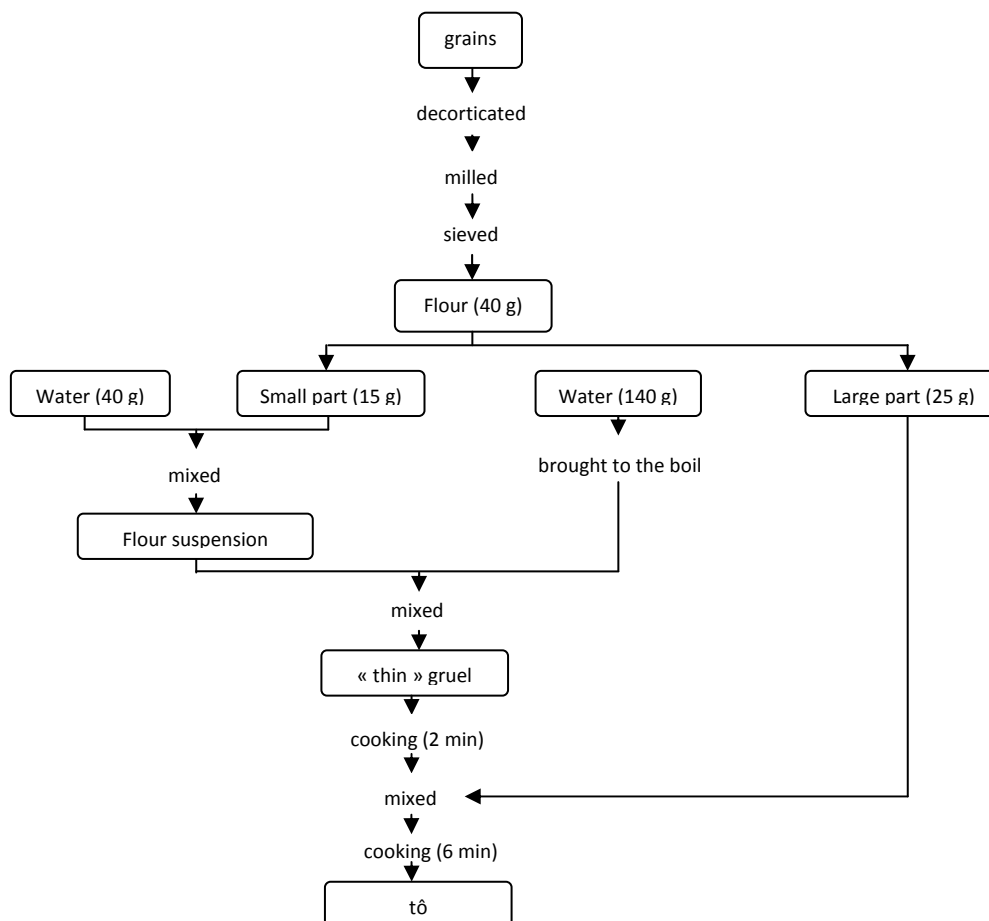 grains
decorticated
milled
sieved
Flour (40 g)
Water (40 g)
Small part (15 g)
Water (140 g)
Large part (25 g)
mixed
brought to the boil
Flour suspension
mixed
« thin » gruel
cooking (2 min)
mixed
cooking (6 min)
tô